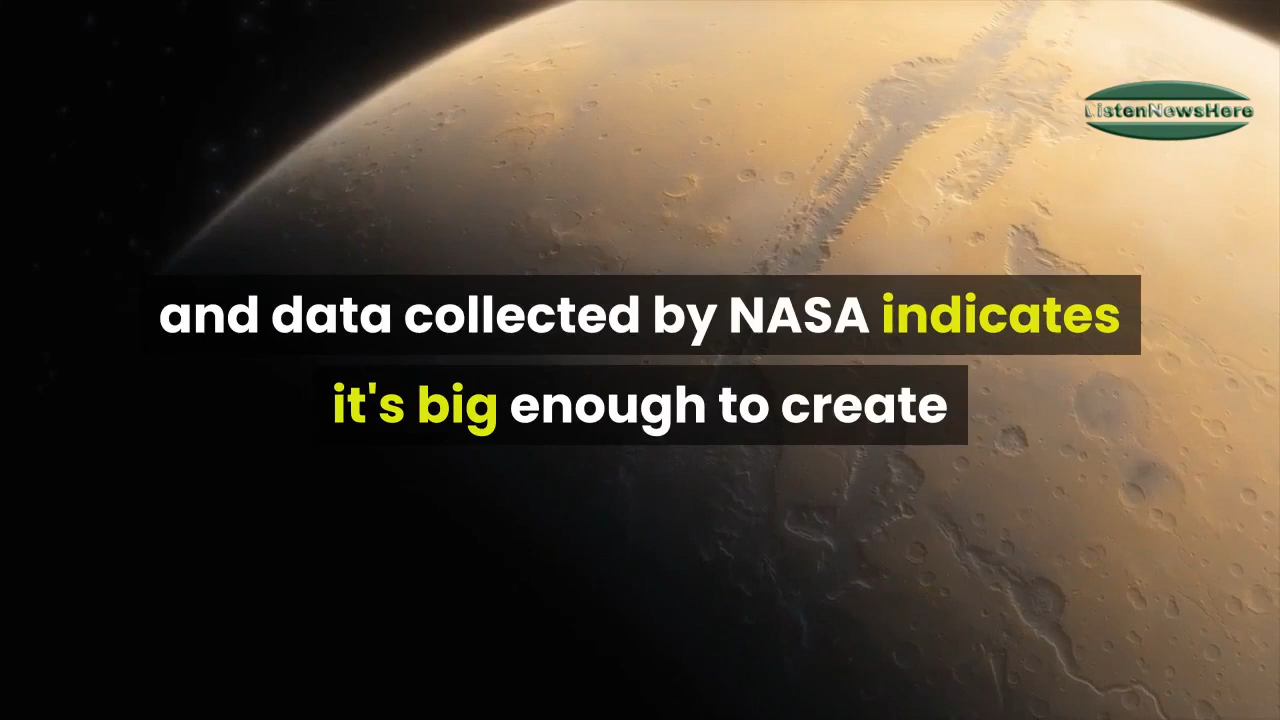 ListenNewsHere
and data collected by NASA indicates
it's big enough to create